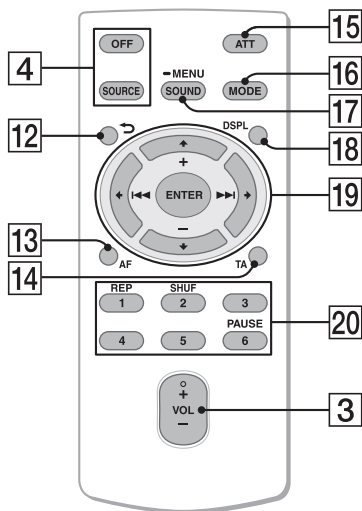 OFF
ATT
15
4
16
-MENU
SOURCE
SOUND
MODE
17
12
DSPL
18
+
ENTER
19
-
13
AF
TA
14
REP
SHUF
1
2
3
20
PAUSE
4
5
6
+
VOL
3
-